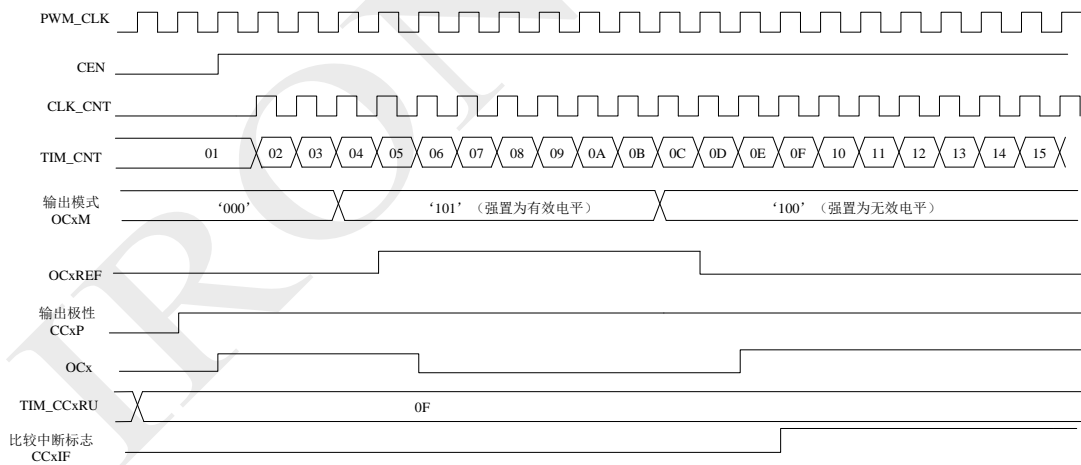 PWM_CLK
CEN
CLK_CNT
TIM_CNT 01 02 03 04 05 06 07 08 09 0A 0B 0C 0D 0E 0F 10 11 12 13 14 15
输出模式
OCxM ‘000’ ‘101’（强置为有效电平） ‘100’（强置为无效电平）
OCxREF
输出极性
CCxP
OCx
TIM_CCxRU 0F
比较中断标志
CCxIF